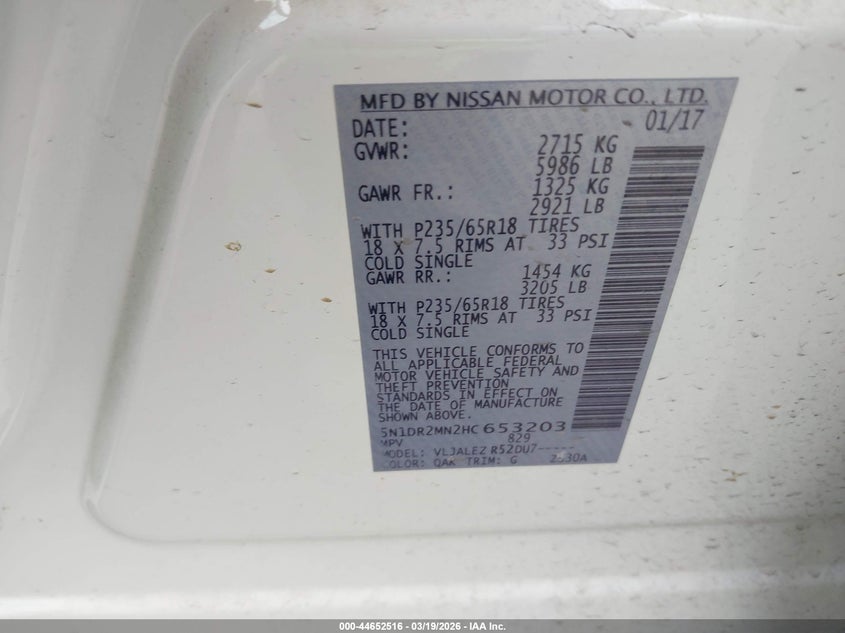 MFD BY NISSAN MOTOR CO., LTD.
DATE: 01/17
GVWR: 2715 KG
5986 LB
GAWR FR.: 1325 KG
2921 LB
WITH P235/65R18 TIRES
18 X 7.5 RIMS AT 33 PSI
COLD SINGLE
GAWR RR.: 1454 KG
3205 LB
WITH P235/65R18 TIRES
18 X 7.5 RIMS AT 33 PSI
COLD SINGLE
THIS VEHICLE CONFORMS TO
ALL APPLICABLE FEDERAL
MOTOR VEHICLE SAFETY AND
THEFT PREVENTION
STANDARDS IN EFFECT ON
THE DATE OF MANUFACTURE
SHOWN ABOVE.
5N1DR2MN2HC653203
MPV 829
MODEL: VLJALEZ R52DU7-----
COLOR: QAK TRIM: G
000-44652516 - 03/19/2026 - IAA Inc.